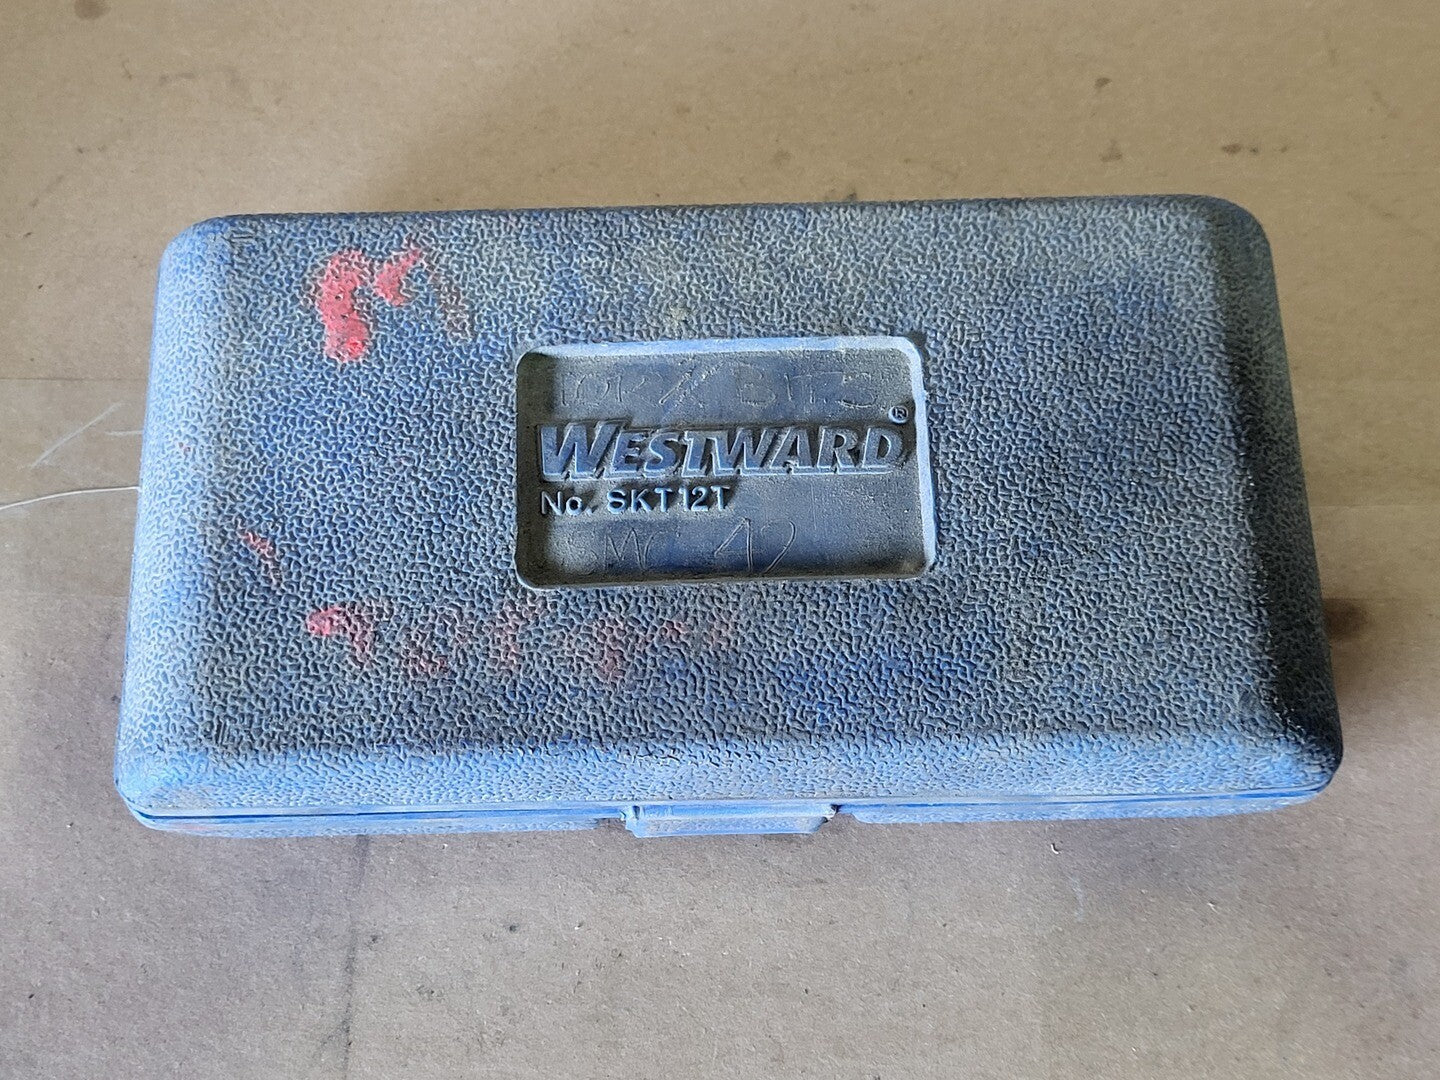 M
TORX BITS
WESTWARD®
No. SKT12T
SMC 42